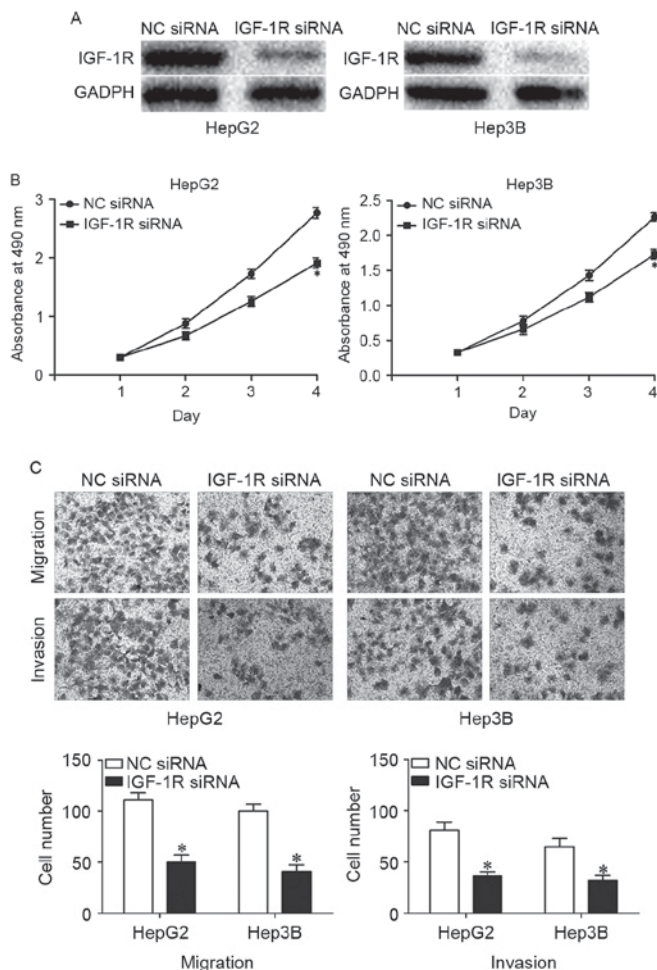 A
NC siRNA IGF-1R siRNA NC siRNA IGF-1R siRNA
IGF-1R IGF-1R
GADPH GADPH
HepG2 Hep3B
B
HepG2
NC siRNA
IGF-1R siRNA
Absorbance at 490 nm
3
2
1
0
*
1 2 3 4
Day
Hep3B
NC siRNA
IGF-1R siRNA
Absorbance at 490 nm
2.5
2.0
1.5
1.0
0.5
0.0
*
1 2 3 4
Day
C
NC siRNA IGF-1R siRNA NC siRNA IGF-1R siRNA
Migration
Invasion
HepG2 Hep3B
NC siRNA
IGF-1R siRNA
Cell number
150
100
50
0
* *
HepG2 Hep3B
Migration
NC siRNA
IGF-1R siRNA
Cell number
150
100
50
0
* *
HepG2 Hep3B
Invasion